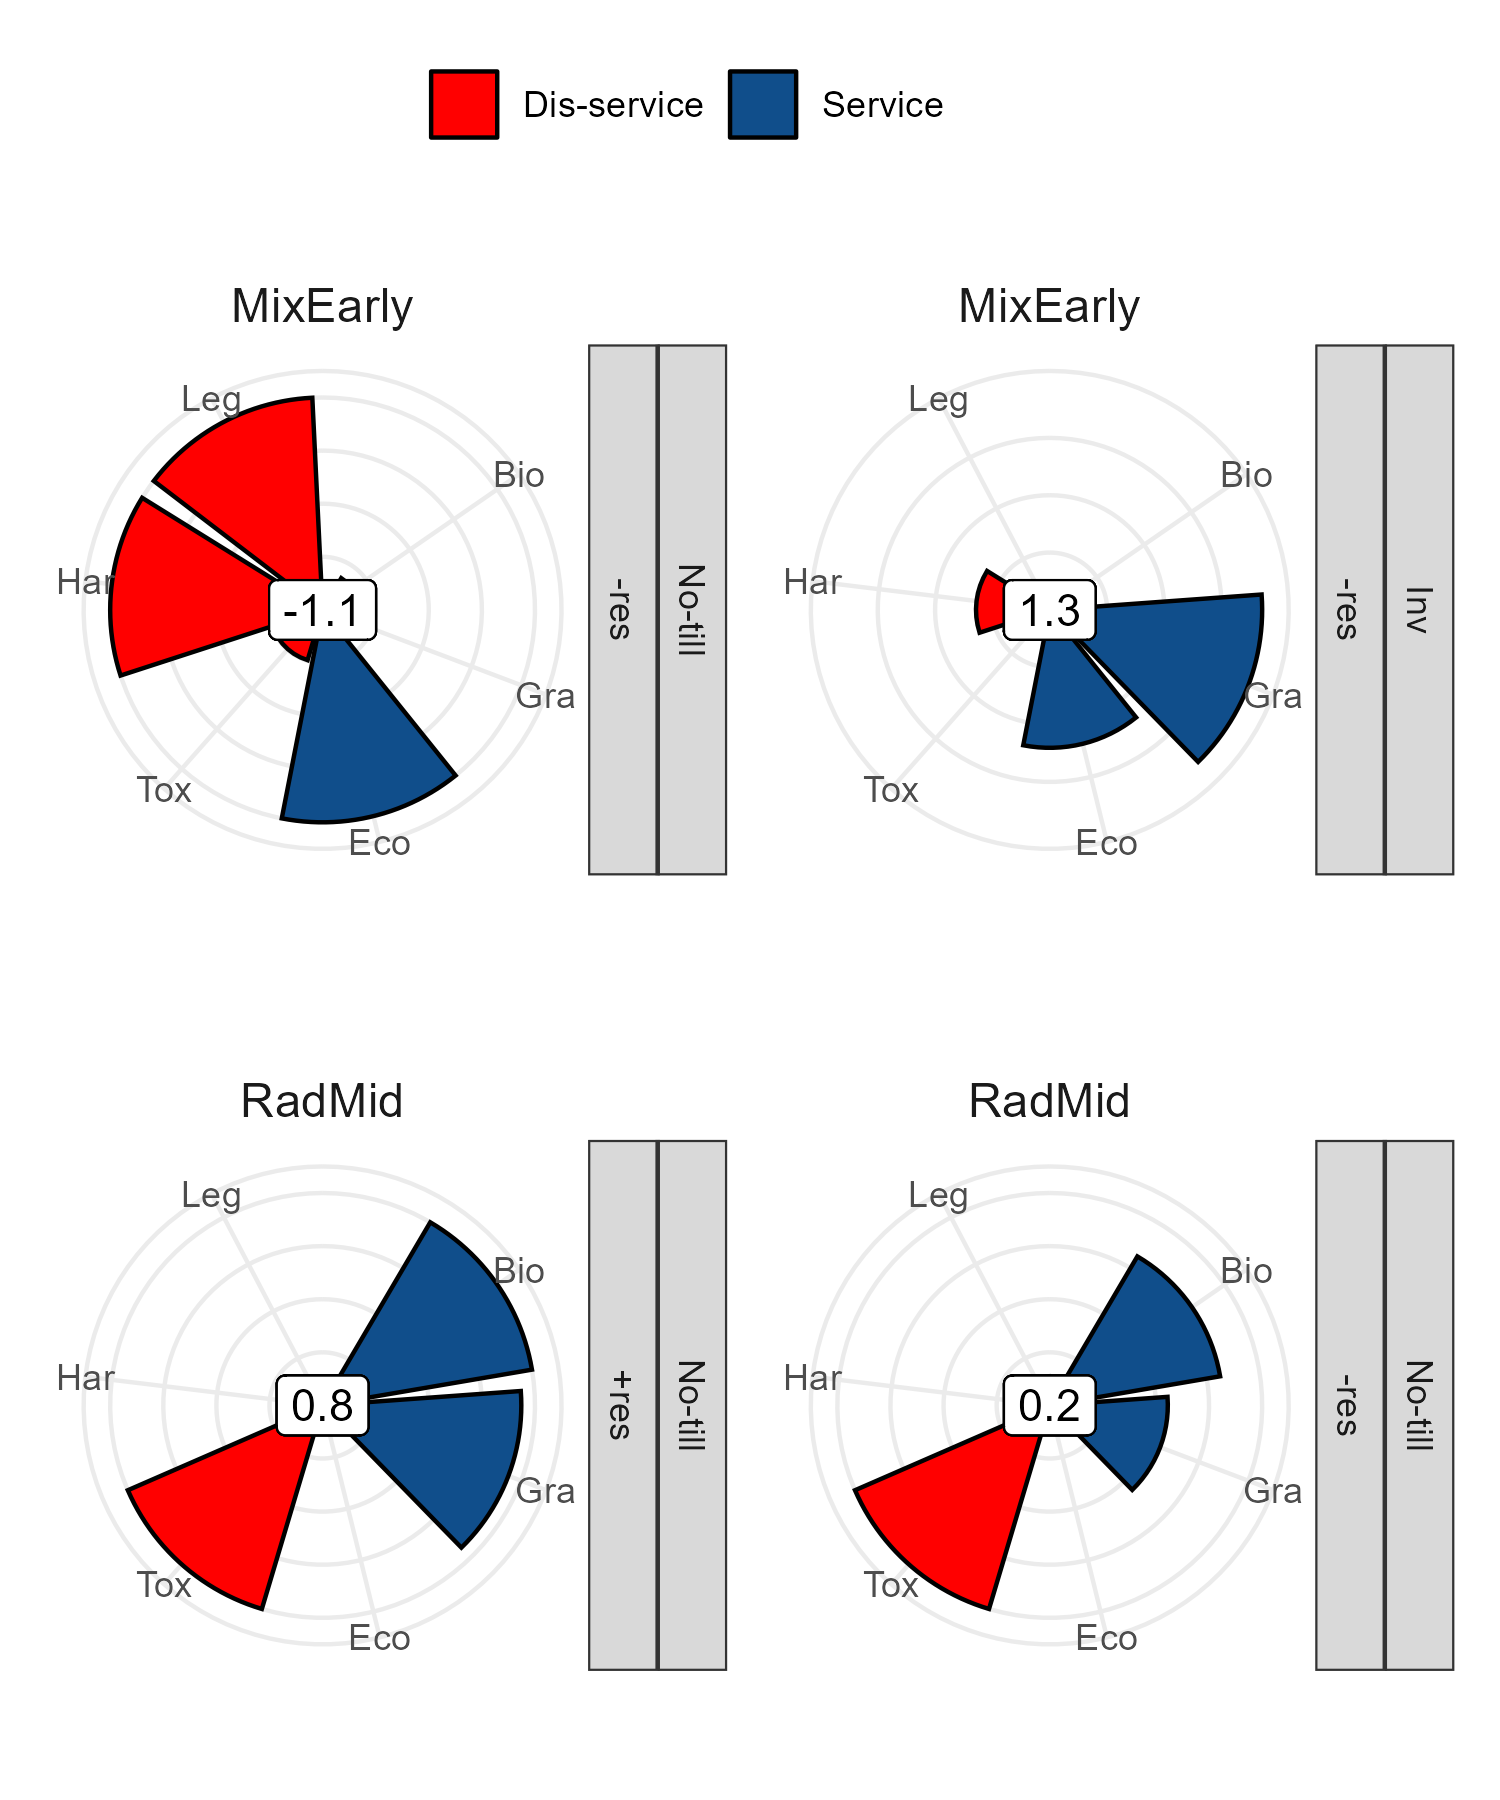 Dis-service
Service
MixEarly
Leg
Bio
Har
-1.1
Gra
Tox
Eco
-res
No-till
MixEarly
Leg
Bio
Har
1.3
Gra
Tox
Eco
-res
Inv
RadMid
Leg
Bio
Har
0.8
Gra
Tox
Eco
+res
No-till
RadMid
Leg
Bio
Har
0.2
Gra
Tox
Eco
-res
No-till